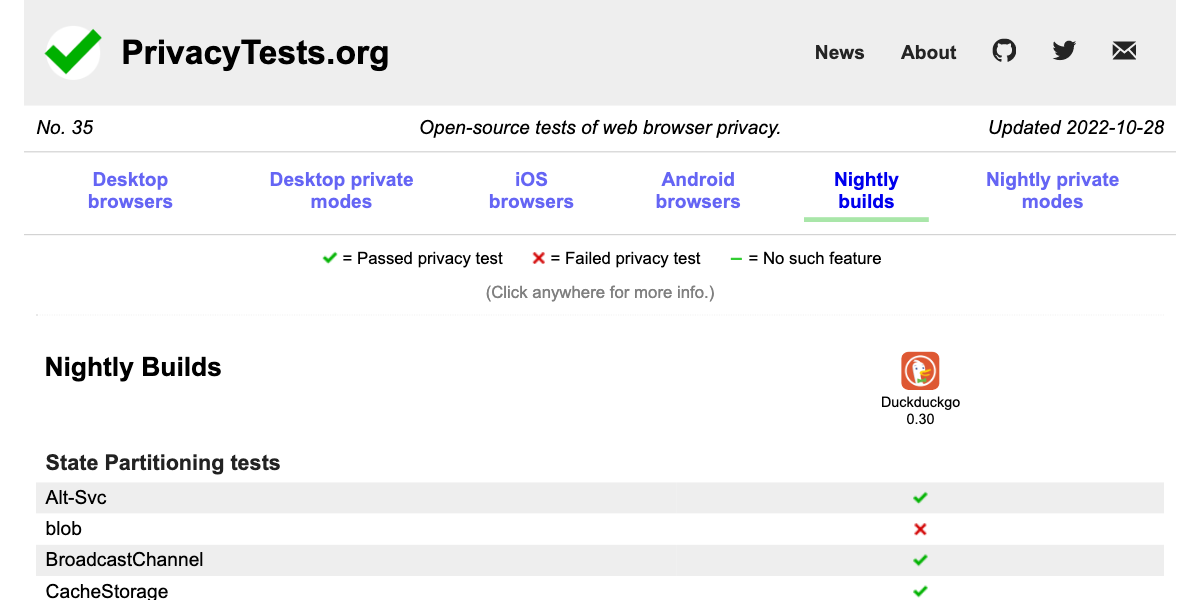 PrivacyTests.org
News About
No. 35 Open-source tests of web browser privacy. Updated 2022-10-28
Desktop browsers Desktop private modes iOS browsers Android browsers Nightly builds Nightly private modes
= Passed privacy test = Failed privacy test = No such feature
(Click anywhere for more info.)
Nightly Builds
Duckduckgo
0.30
State Partitioning tests
Alt-Svc
blob
BroadcastChannel
CacheStorage